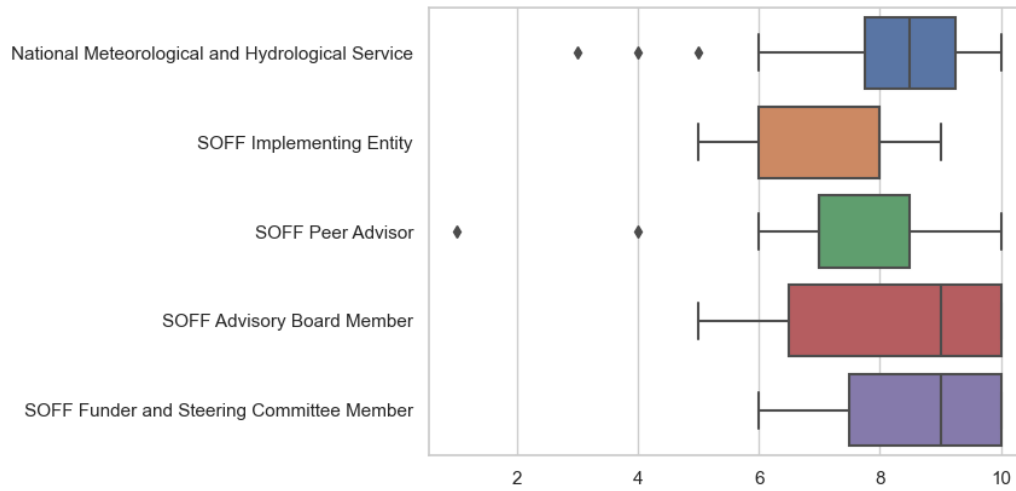 National Meteorological and Hydrological Service
SOFF Implementing Entity
SOFF Peer Advisor
SOFF Advisory Board Member
SOFF Funder and Steering Committee Member
2 4 6 8 10